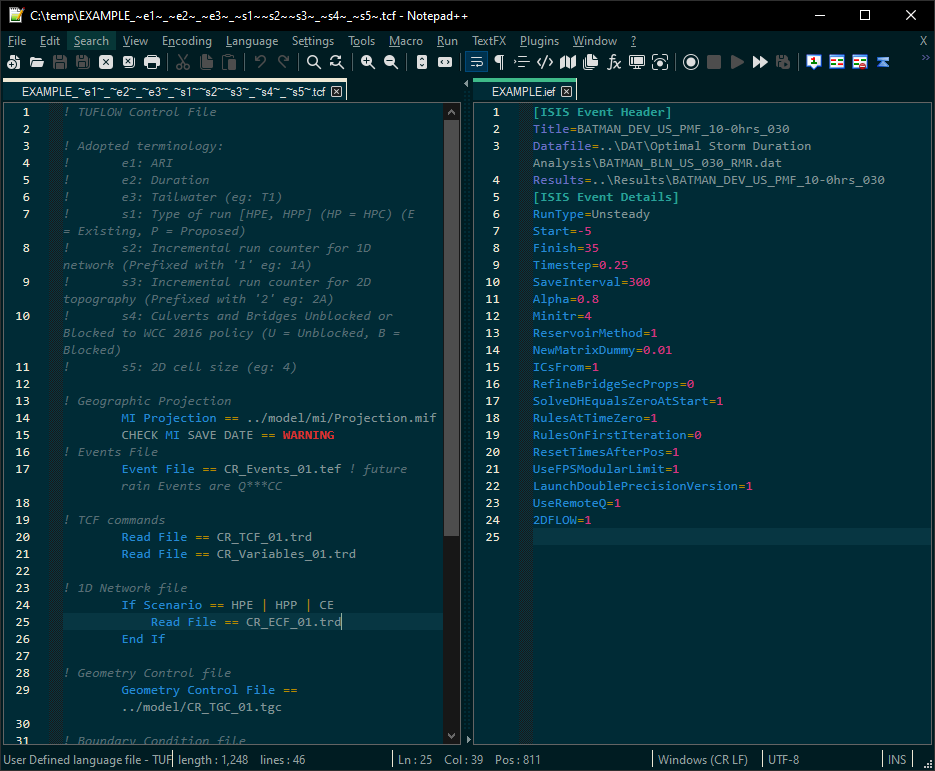 C:\temp\EXAMPLE_~e1~_~e2~_~e3~_~s1~~s2~~s3~_~s4~_~s5~.tcf - Notepad++
File Edit Search View Encoding Language Settings Tools Macro Run TextFX Plugins Window ? X
EXAMPLE_~e1~_~e2~_~e3~_~s1~~s2~~s3~_~s4~_~s5~.tcf
1 ! TUFLOW Control File
2
3 ! Adopted terminology:
4 ! e1: ARI
5 ! e2: Duration
6 ! e3: Tailwater (eg: T1)
7 ! s1: Type of run [HPE, HPP] (HP = HPC) (E
= Existing, P = Proposed)
8 ! s2: Incremental run counter for 1D
network (Prefixed with '1' eg: 1A)
9 ! s3: Incremental run counter for 2D
topography (Prefixed with '2' eg: 2A)
10 ! s4: Culverts and Bridges Unblocked or
Blocked to WCC 2016 policy (U = Unblocked, B =
Blocked)
11 ! s5: 2D cell size (eg: 4)
12
13 ! Geographic Projection
14 MI Projection == ../model/mi/Projection.mif
15 CHECK MI SAVE DATE == WARNING
16 ! Events File
17 Event File == CR_Events_01.tef ! future
rain Events are Q***CC
18
19 ! TCF commands
20 Read File == CR_TCF_01.trd
21 Read File == CR_Variables_01.trd
22
23 ! 1D Network file
24 If Scenario == HPE | HPP | CE
25 Read File == CR_ECF_01.trd
26 End If
27
28 ! Geometry Control file
29 Geometry Control File ==
../model/CR_TGC_01.tgc
30
31 ! Boundary Condition file
EXAMPLE.ief
1 [ISIS Event Header]
2 Title=BATMAN_DEV_US_PMF_10-0hrs_030
3 Datafile=..\DAT\Optimal Storm Duration
Analysis\BATMAN_BLN_US_030_RMR.dat
4 Results=..\Results\BATMAN_DEV_US_PMF_10-0hrs_030
5 [ISIS Event Details]
6 RunType=Unsteady
7 Start=-5
8 Finish=35
9 Timestep=0.25
10 SaveInterval=300
11 Alpha=0.8
12 Minitr=4
13 ReservoirMethod=1
14 NewMatrixDummy=0.01
15 ICsFrom=1
16 RefineBridgeSecProps=0
17 SolveDHEqualsZeroAtStart=1
18 RulesAtTimeZero=1
19 RulesOnFirstIteration=0
20 ResetTimesAfterPos=1
21 UseFPSModularLimit=1
22 LaunchDoublePrecisionVersion=1
23 UseRemoteQ=1
24 2DFLOW=1
25
User Defined language file - TUF length : 1,248 lines : 46 Ln : 25 Col : 39 Pos : 811 Windows (CR LF) UTF-8 INS